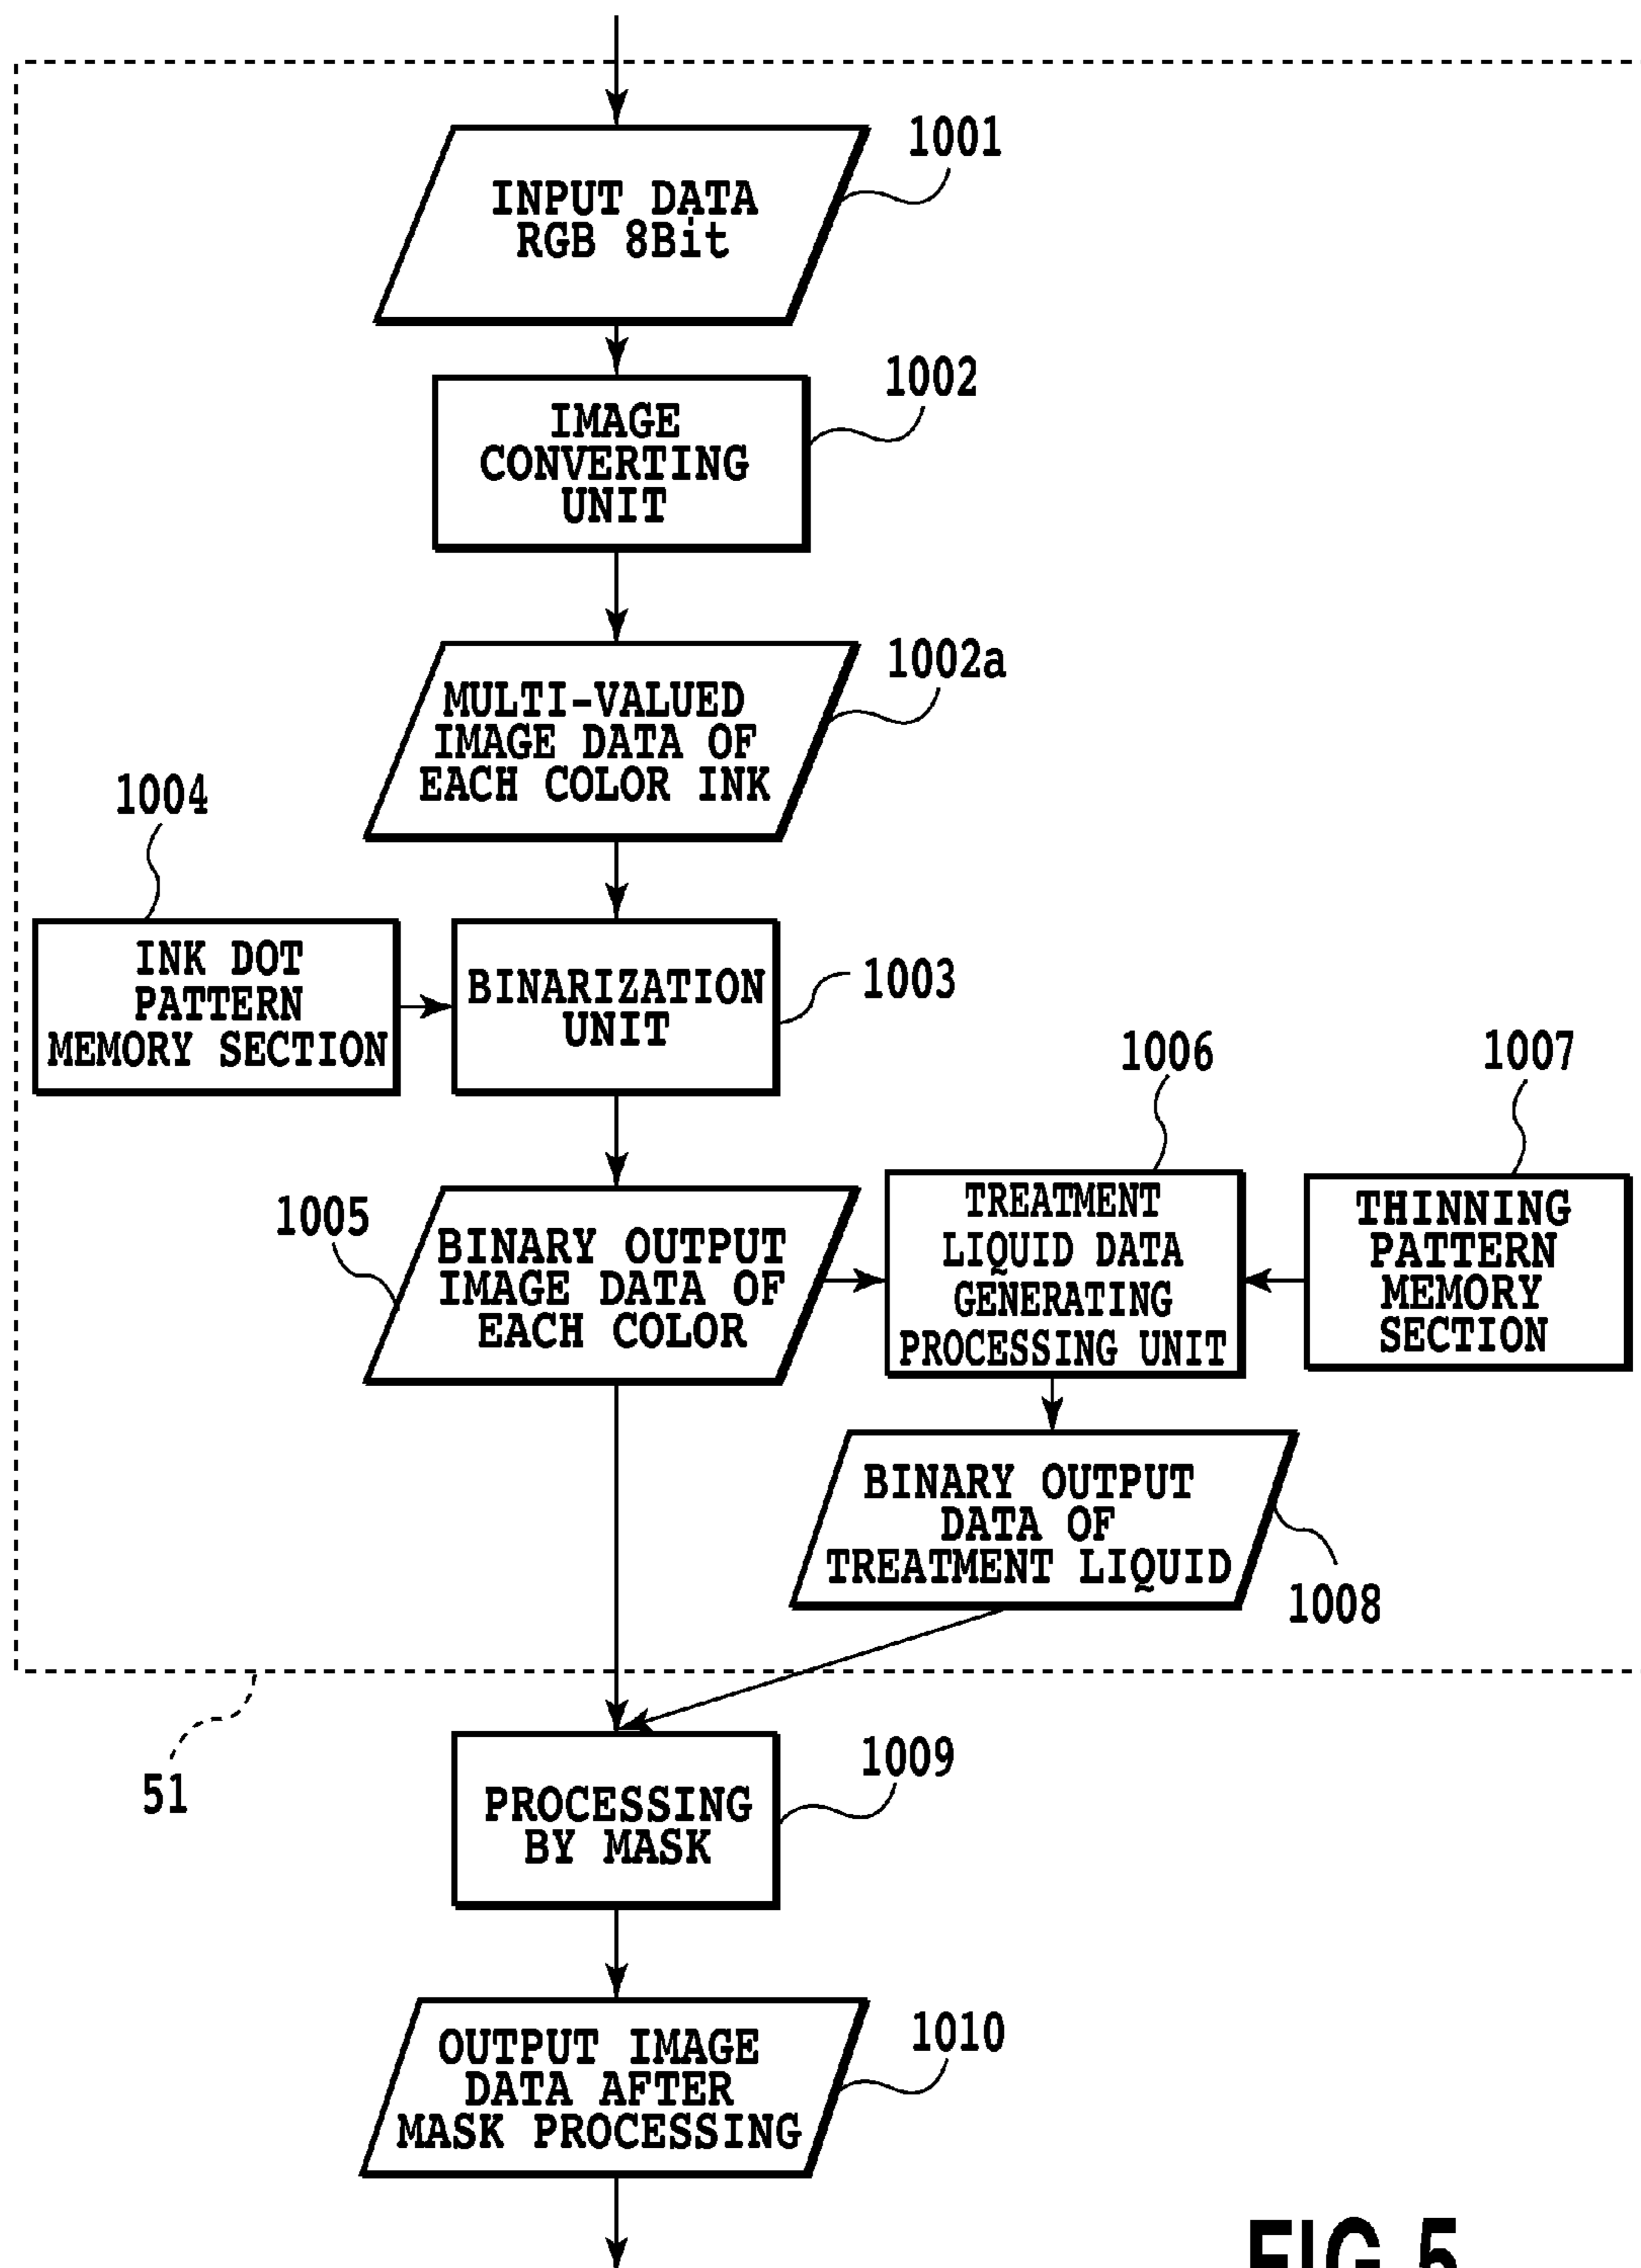 1001
INPUT DATA
RGB 8Bit
1002
IMAGE
CONVERTING
UNIT
1002a
MULTI-VALUED
IMAGE DATA OF
EACH COLOR INK
1004
INK DOT
PATTERN
MEMORY SECTION
BINARIZATION
UNIT
1003
1006
1007
1005
BINARY OUTPUT
IMAGE DATA OF
EACH COLOR
TREATMENT
LIQUID DATA
GENERATING
PROCESSING UNIT
THINNING
PATTERN
MEMORY
SECTION
BINARY OUTPUT
DATA OF
TREATMENT LIQUID
1008
51
1009
PROCESSING
BY MASK
1010
OUTPUT IMAGE
DATA AFTER
MASK PROCESSING
FIG.5